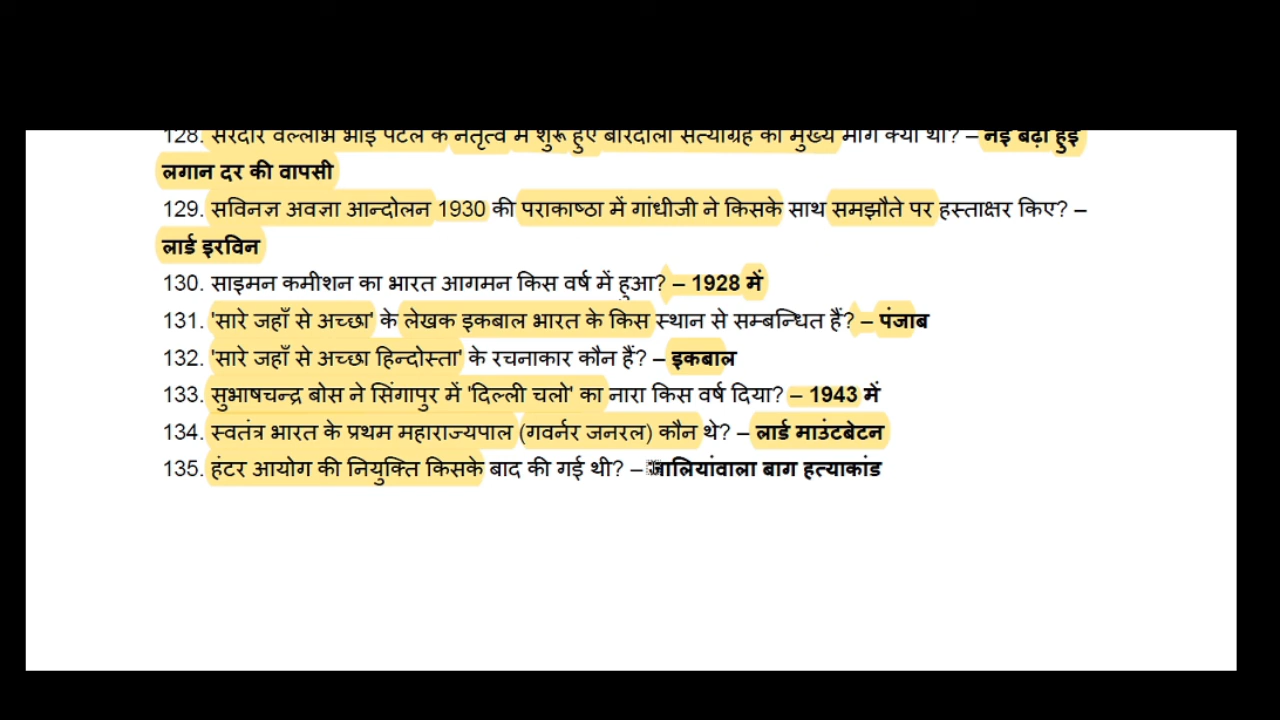 128. सरदार वल्लभ भाई पटेल के नेतृत्व में शुरू हुए बारदोली सत्याग्रह की मुख्य मांग क्या थी? – नई बढ़ी हुई
लगान दर की वापसी
129. सविनज्ञ अवज्ञा आन्दोलन 1930 की पराकाष्ठा में गांधीजी ने किसके साथ समझौते पर हस्ताक्षर किए? –
लार्ड इरविन
130. साइमन कमीशन का भारत आगमन किस वर्ष में हुआ? – 1928 में
131. 'सारे जहाँ से अच्छा' के लेखक इकबाल भारत के किस स्थान से सम्बन्धित हैं? – पंजाब
132. 'सारे जहाँ से अच्छा हिन्दोस्ता' के रचनाकार कौन हैं? – इकबाल
133. सुभाषचन्द्र बोस ने सिंगापुर में 'दिल्ली चलो' का नारा किस वर्ष दिया? – 1943 में
134. स्वतंत्र भारत के प्रथम महाराज्यपाल (गवर्नर जनरल) कौन थे? – लार्ड माउंटबेटन
135. हंटर आयोग की नियुक्ति किसके बाद की गई थी? – जालियांवाला बाग हत्याकांड